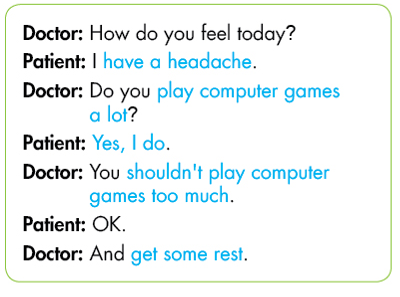 Doctor: How do you feel today?
Patient: I have a headache.
Doctor: Do you play computer games
a lot?
Patient: Yes, I do.
Doctor: You shouldn't play computer
games too much.
Patient: OK.
Doctor: And get some rest.